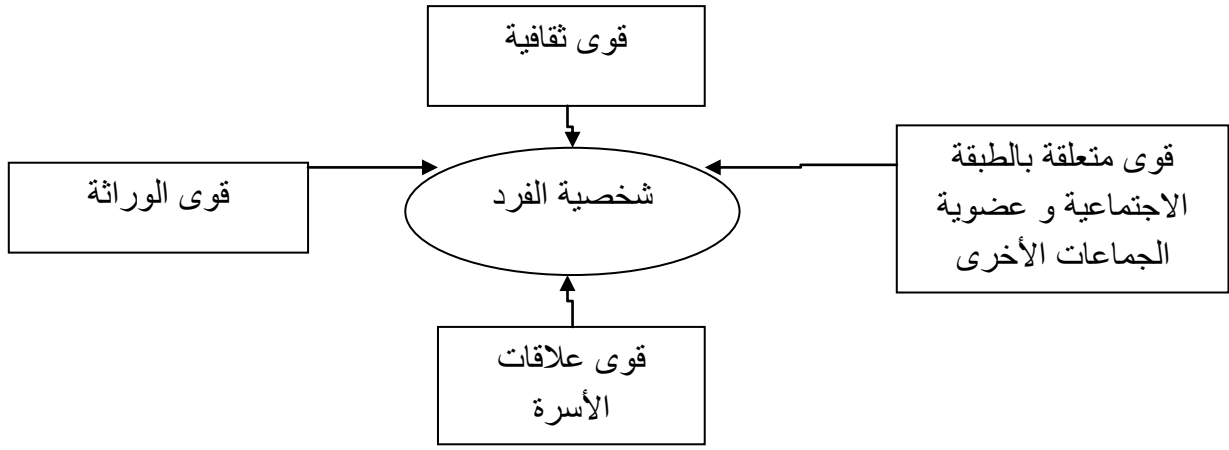 قوى ثقافية
قوى متعلقة بالطبقة
الاجتماعية و عضوية
الجماعات الأخرى
شخصية الفرد
قوى الوراثة
قوى علاقات
الأسرة